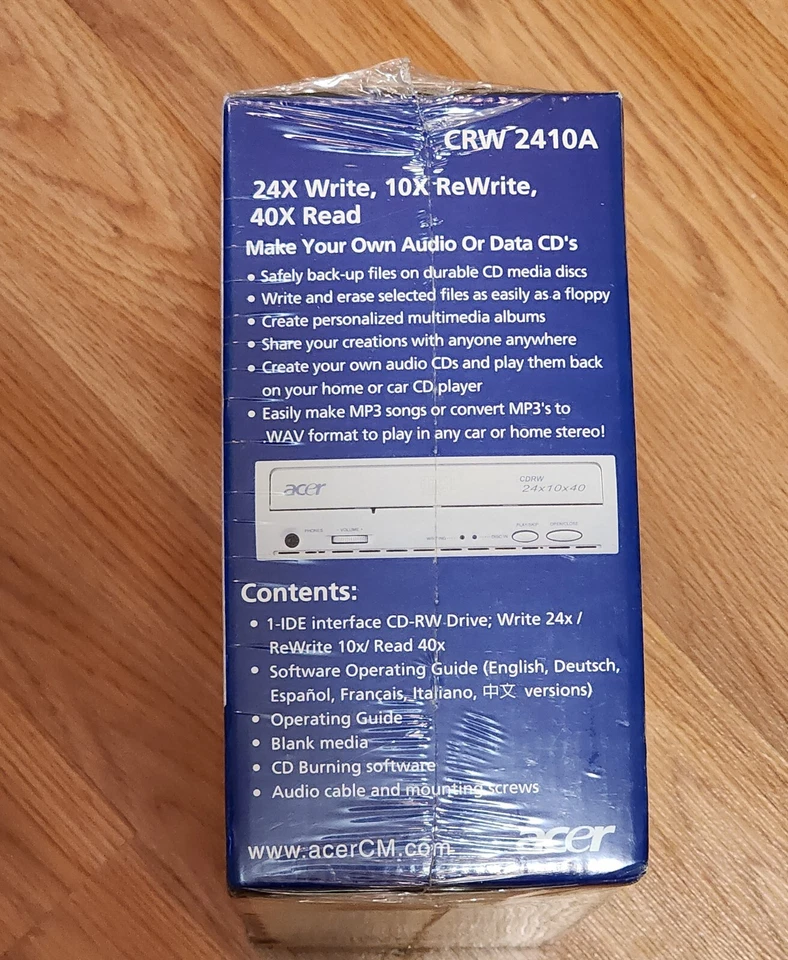 CRW 2410A
24X Write, 10X ReWrite,
40X Read
Make Your Own Audio Or Data CD's
• Safely back-up files on durable CD media discs
• Write and erase selected files as easily as a floppy
• Create personalized multimedia albums
• Share your creations with anyone anywhere
• Create your own audio CDs and play them back
on your home or car CD player
• Easily make MP3 songs or convert MP3's to
.WAV format to play in any car or home stereo!
acer
CDRW
24x10x40
PHONES
VOLUME
PLAY/SKIP
OPEN/CLOSE
Contents:
• 1-IDE interface CD-RW Drive; Write 24x /
ReWrite 10x/ Read 40x
• Software Operating Guide (English, Deutsch,
Español, Français, Italiano, 中文 versions)
• Operating Guide
• Blank media
• CD Burning software
• Audio cable and mounting screws
www.acerCM.com
acer